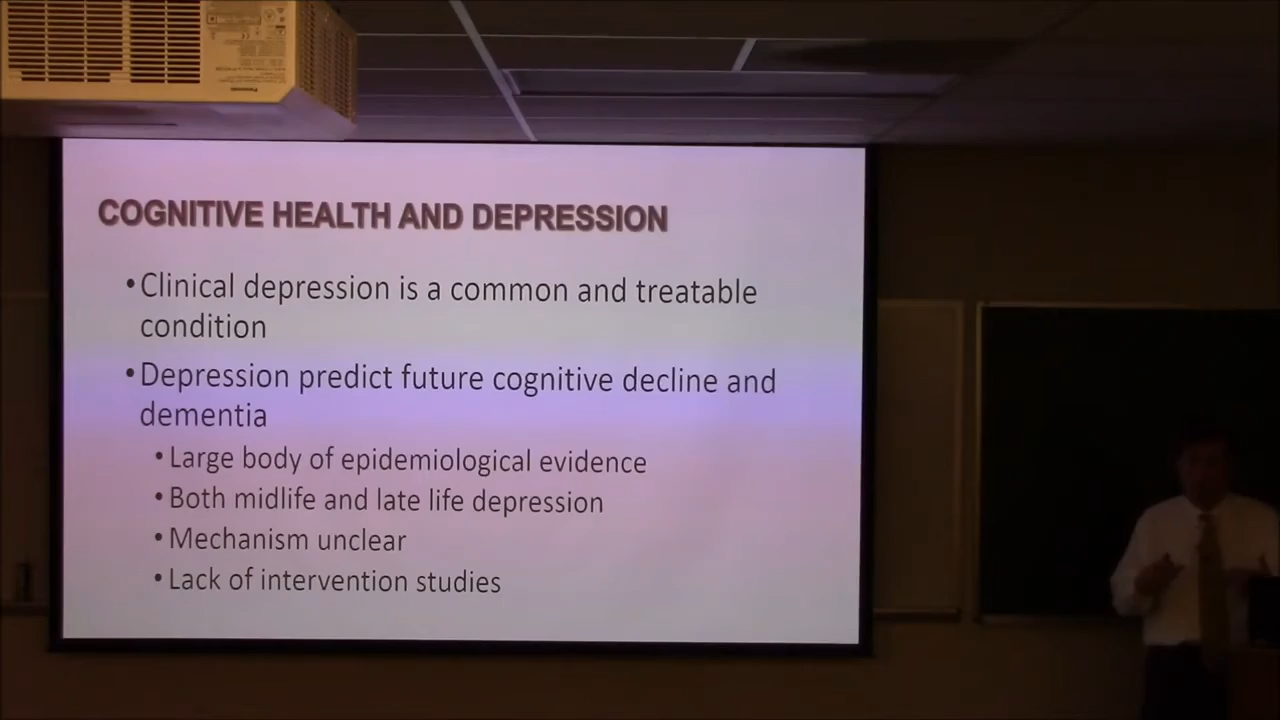 Panasonic
COGNITIVE HEALTH AND DEPRESSION
•Clinical depression is a common and treatable
condition
•Depression predict future cognitive decline and
dementia
•Large body of epidemiological evidence
•Both midlife and late life depression
•Mechanism unclear
•Lack of intervention studies